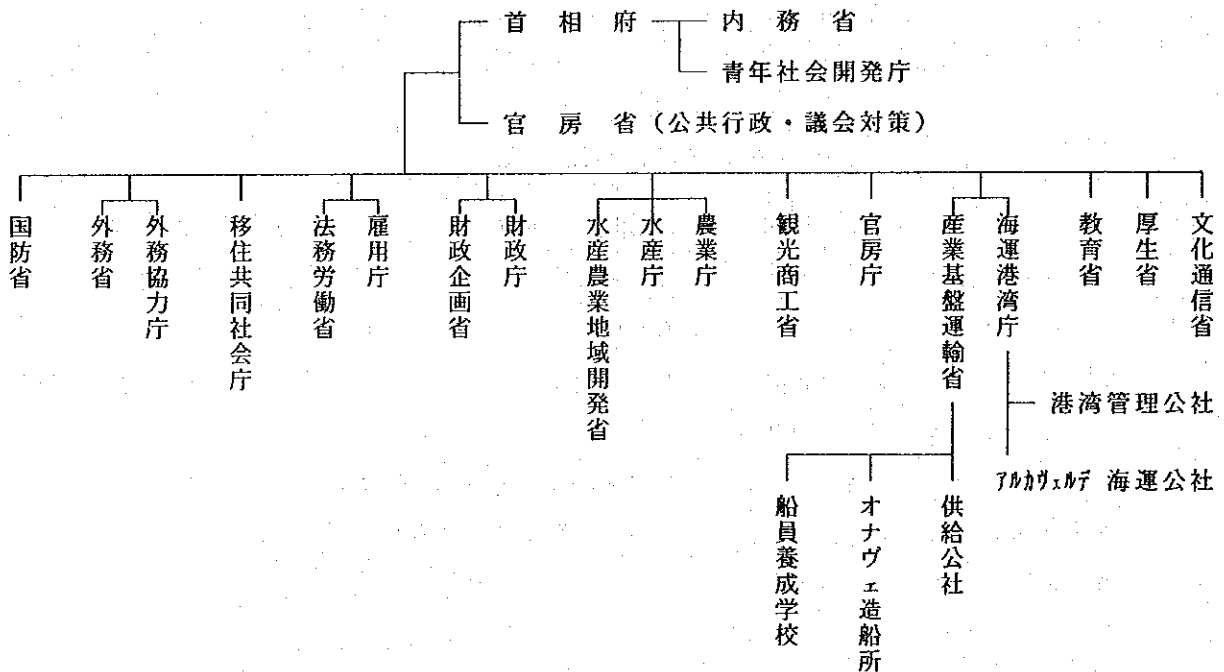 首相府
内務省
青年社会開発庁
官房省(公共行政・議会対策)
国防省
外務省
外務協力庁
移住共同社会庁
法務労働省
雇用庁
財政企画省
財政庁
水産農業地域開発省
水産庁
農業庁
観光商工省
官房庁
産業基盤運輸省
海運港湾庁
教育省
厚生省
文化通信省
港湾管理公社
アルカヴェルデ 海運公社
船員養成学校
オナヴェ造船所
供給公社